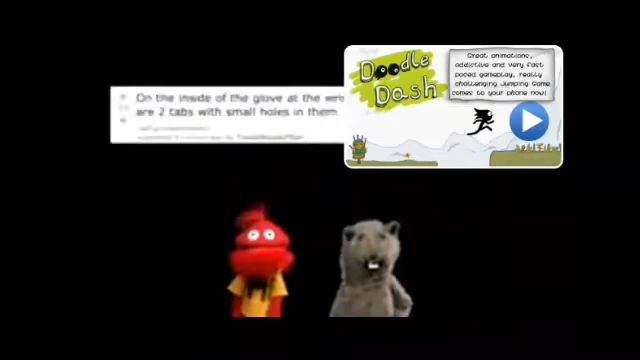 On the inside of the glove at the
are 2 tabs with small holes in them.
Doodle
Dash
Great animations,
addictive and very fast
paced gameplay, really
challenging Jumping Game
comes to your phone now!